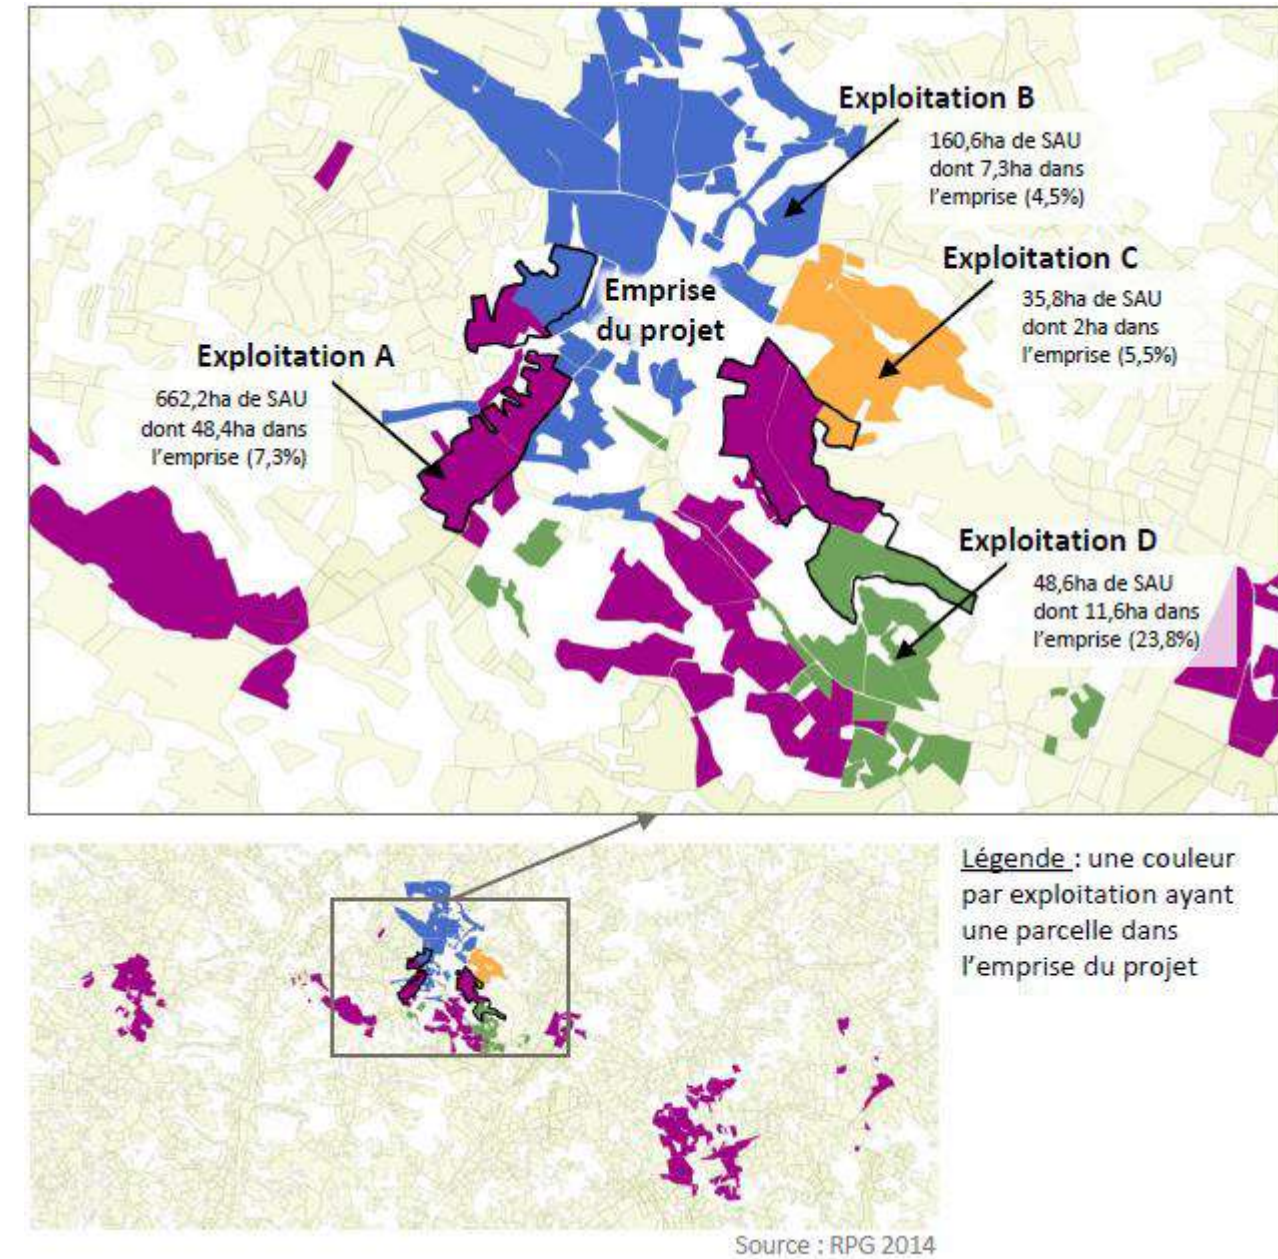 Exploitation B
160,6ha de SAU
dont 7,3ha dans
l'emprise (4,5%)
Exploitation C
35,8ha de SAU
dont 2ha dans
l'emprise (5,5%)
Emprise
du projet
Exploitation A
662,2ha de SAU
dont 48,4ha dans
l'emprise (7,3%)
Exploitation D
48,6ha de SAU
dont 11,6ha dans
l'emprise (23,8%)
Légende : une couleur
par exploitation ayant
une parcelle dans
l'emprise du projet
Source : RPG 2014